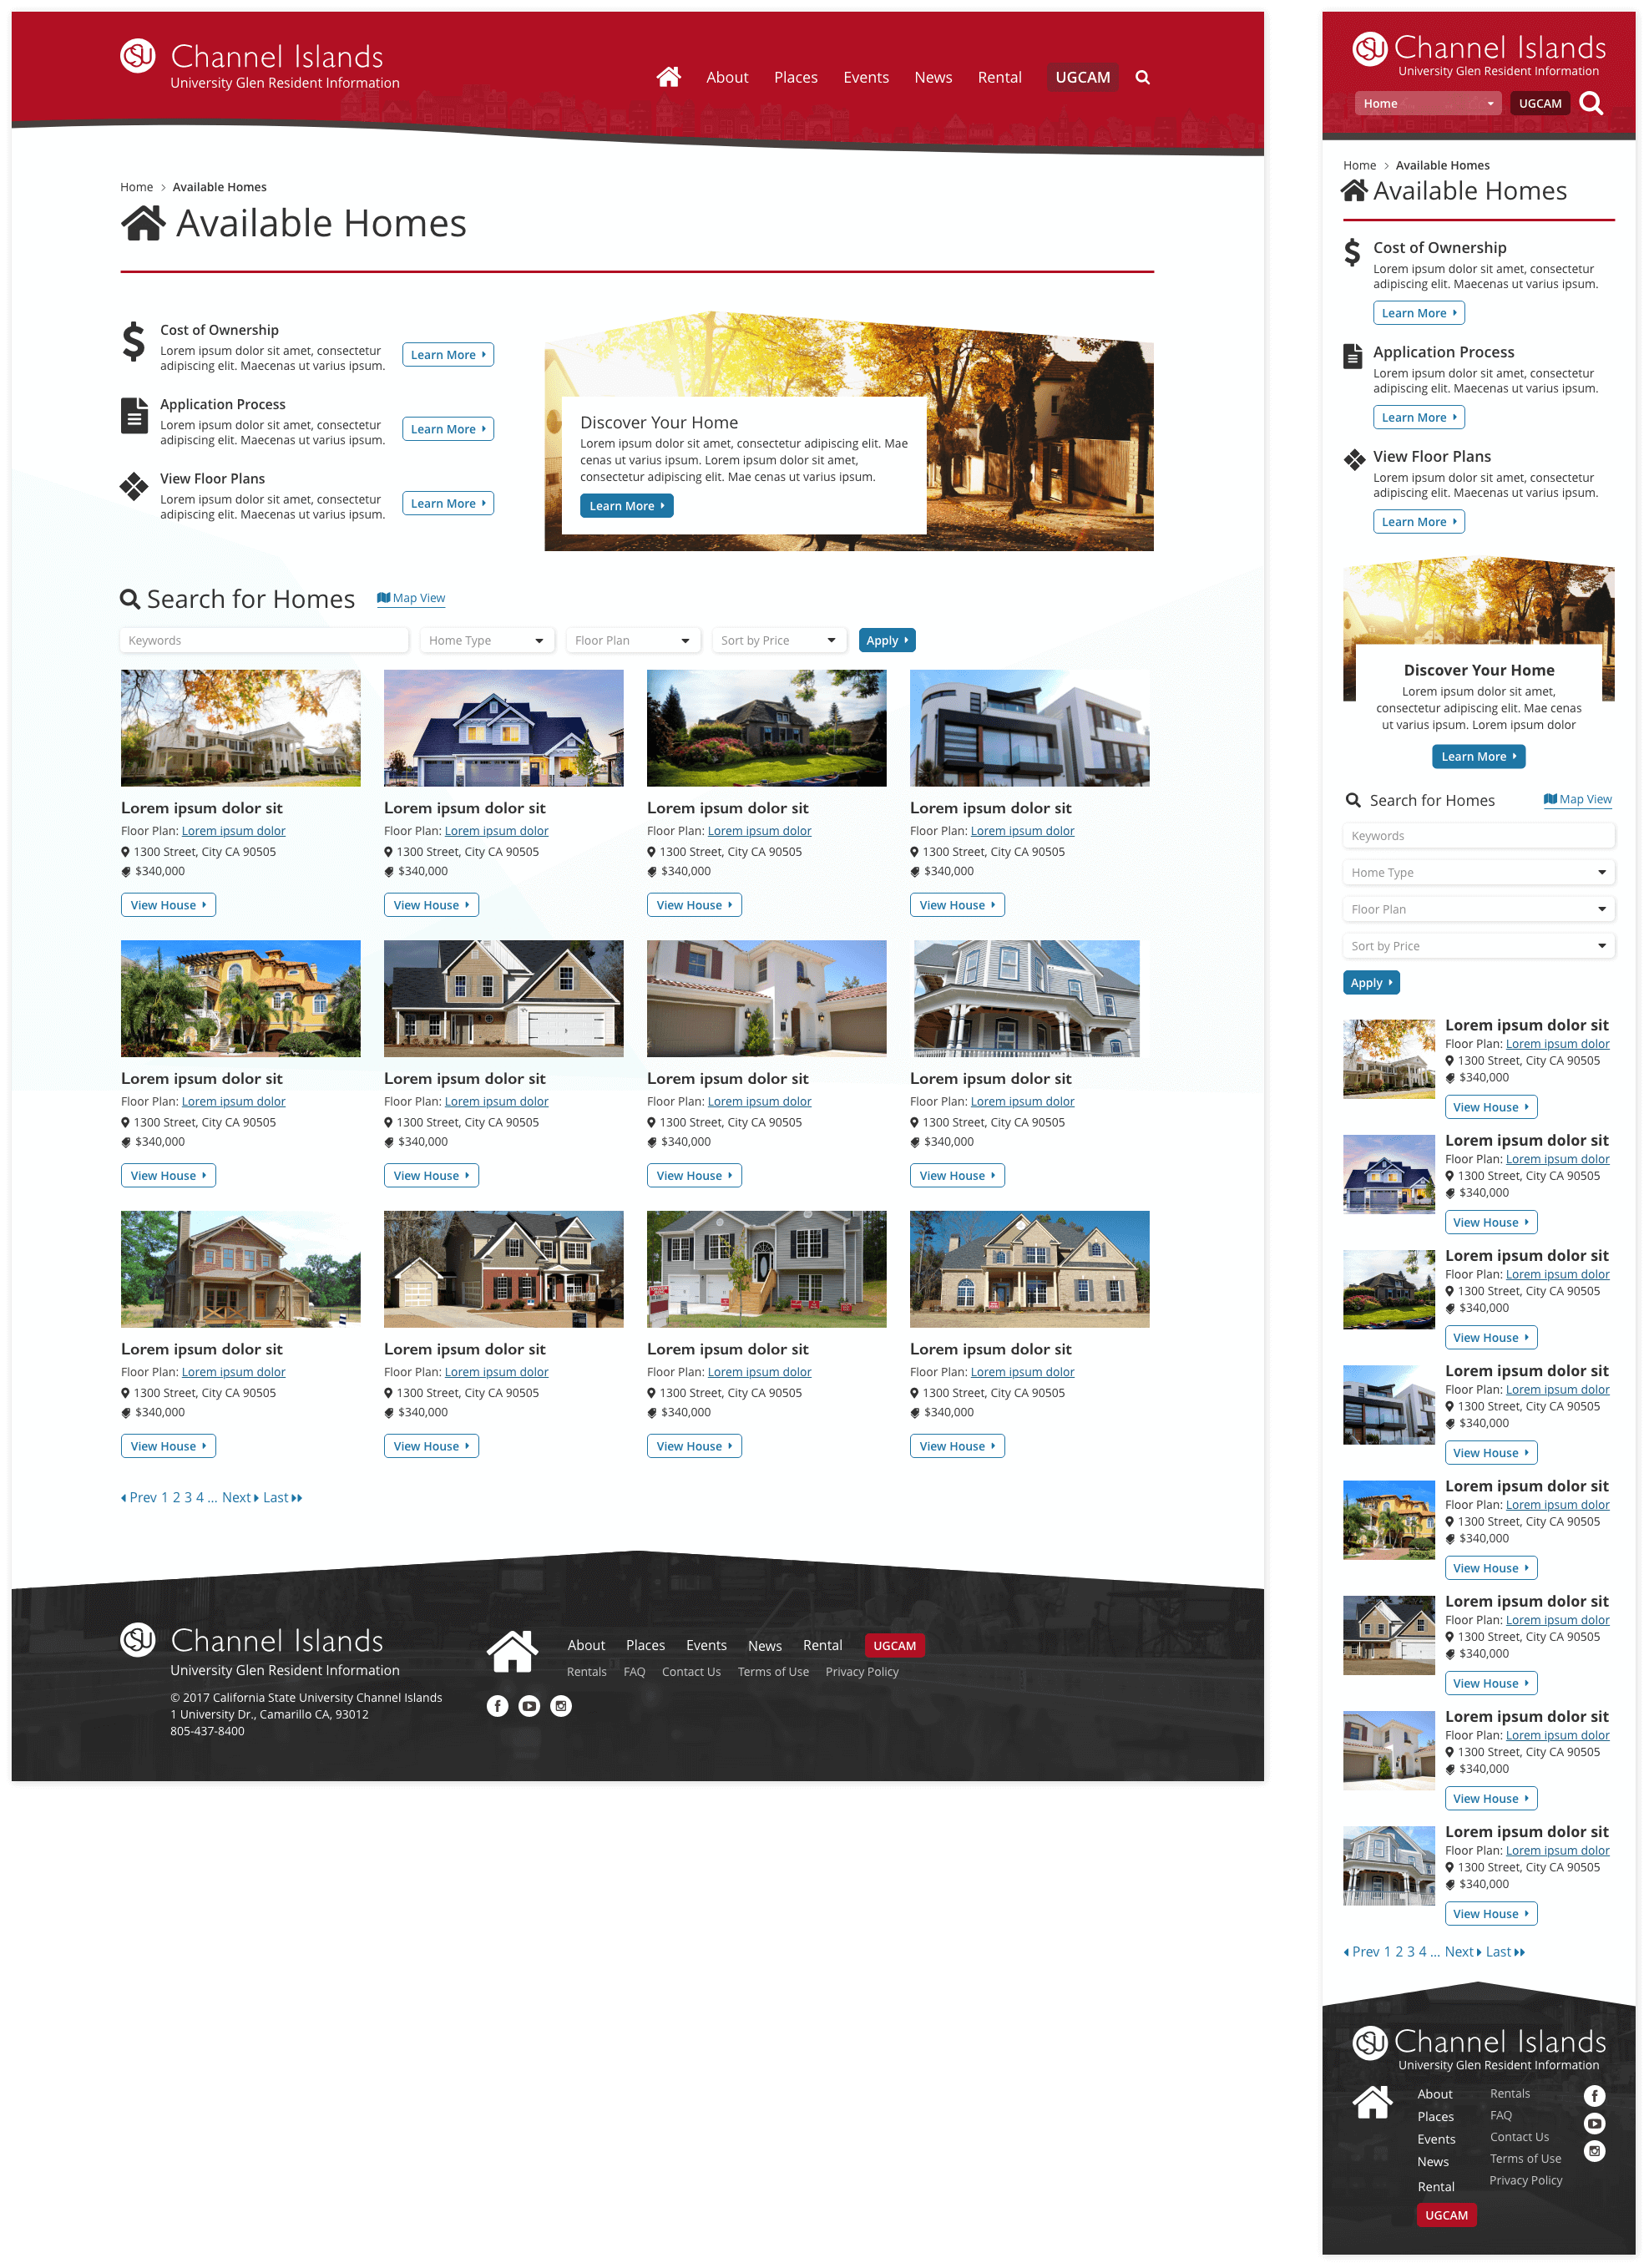 CSU Channel Islands
University Glen Resident Information
About Places Events News Rental UGCAM
Home > Available Homes
Available Homes
Cost of Ownership
Lorem ipsum dolor sit amet, consectetur
adipiscing elit. Maecenas ut varius ipsum.
Learn More
Application Process
Lorem ipsum dolor sit amet, consectetur
adipiscing elit. Maecenas ut varius ipsum.
Learn More
View Floor Plans
Lorem ipsum dolor sit amet, consectetur
adipiscing elit. Maecenas ut varius ipsum.
Learn More
Discover Your Home
Lorem ipsum dolor sit amet, consectetur adipiscing elit. Mae
cenas ut varius ipsum. Lorem ipsum dolor sit amet,
consectetur adipiscing elit. Mae cenas ut varius ipsum.
Learn More
Search for Homes Map View
Keywords Home Type Floor Plan Sort by Price Apply
Lorem ipsum dolor sit Lorem ipsum dolor sit Lorem ipsum dolor sit Lorem ipsum dolor sit
Floor Plan: Lorem ipsum dolor Floor Plan: Lorem ipsum dolor Floor Plan: Lorem ipsum dolor Floor Plan: Lorem ipsum dolor
1300 Street, City CA 90505 1300 Street, City CA 90505 1300 Street, City CA 90505 1300 Street, City CA 90505
$340,000 $340,000 $340,000 $340,000
View House View House View House View House
Lorem ipsum dolor sit Lorem ipsum dolor sit Lorem ipsum dolor sit Lorem ipsum dolor sit
Floor Plan: Lorem ipsum dolor Floor Plan: Lorem ipsum dolor Floor Plan: Lorem ipsum dolor Floor Plan: Lorem ipsum dolor
1300 Street, City CA 90505 1300 Street, City CA 90505 1300 Street, City CA 90505 1300 Street, City CA 90505
$340,000 $340,000 $340,000 $340,000
View House View House View House View House
Lorem ipsum dolor sit Lorem ipsum dolor sit Lorem ipsum dolor sit Lorem ipsum dolor sit
Floor Plan: Lorem ipsum dolor Floor Plan: Lorem ipsum dolor Floor Plan: Lorem ipsum dolor Floor Plan: Lorem ipsum dolor
1300 Street, City CA 90505 1300 Street, City CA 90505 1300 Street, City CA 90505 1300 Street, City CA 90505
$340,000 $340,000 $340,000 $340,000
View House View House View House View House
Prev 1 2 3 4 ... Next Last
CSU Channel Islands
University Glen Resident Information
© 2017 California State University Channel Islands
1 University Dr., Camarillo CA, 93012
805-437-8400
About Places Events News Rental UGCAM
Rentals FAQ Contact Us Terms of Use Privacy Policy
CSU Channel Islands
University Glen Resident Information
Home UGCAM
Home > Available Homes
Available Homes
Cost of Ownership
Lorem ipsum dolor sit amet, consectetur
adipiscing elit. Maecenas ut varius ipsum.
Learn More
Application Process
Lorem ipsum dolor sit amet, consectetur
adipiscing elit. Maecenas ut varius ipsum.
Learn More
View Floor Plans
Lorem ipsum dolor sit amet, consectetur
adipiscing elit. Maecenas ut varius ipsum.
Learn More
Discover Your Home
Lorem ipsum dolor sit amet,
consectetur adipiscing elit. Mae cenas
ut varius ipsum. Lorem ipsum dolor
Learn More
Search for Homes Map View
Keywords
Home Type
Floor Plan
Sort by Price
Apply
Lorem ipsum dolor sit
Floor Plan: Lorem ipsum dolor
1300 Street, City CA 90505
$340,000
View House
Lorem ipsum dolor sit
Floor Plan: Lorem ipsum dolor
1300 Street, City CA 90505
$340,000
View House
Lorem ipsum dolor sit
Floor Plan: Lorem ipsum dolor
1300 Street, City CA 90505
$340,000
View House
Lorem ipsum dolor sit
Floor Plan: Lorem ipsum dolor
1300 Street, City CA 90505
$340,000
View House
Lorem ipsum dolor sit
Floor Plan: Lorem ipsum dolor
1300 Street, City CA 90505
$340,000
View House
Lorem ipsum dolor sit
Floor Plan: Lorem ipsum dolor
1300 Street, City CA 90505
$340,000
View House
Lorem ipsum dolor sit
Floor Plan: Lorem ipsum dolor
1300 Street, City CA 90505
$340,000
View House
Lorem ipsum dolor sit
Floor Plan: Lorem ipsum dolor
1300 Street, City CA 90505
$340,000
View House
Prev 1 2 3 4 ... Next Last
CSU Channel Islands
University Glen Resident Information
About
Places
Events
News
Rental
UGCAM
Rentals
FAQ
Contact Us
Terms of Use
Privacy Policy